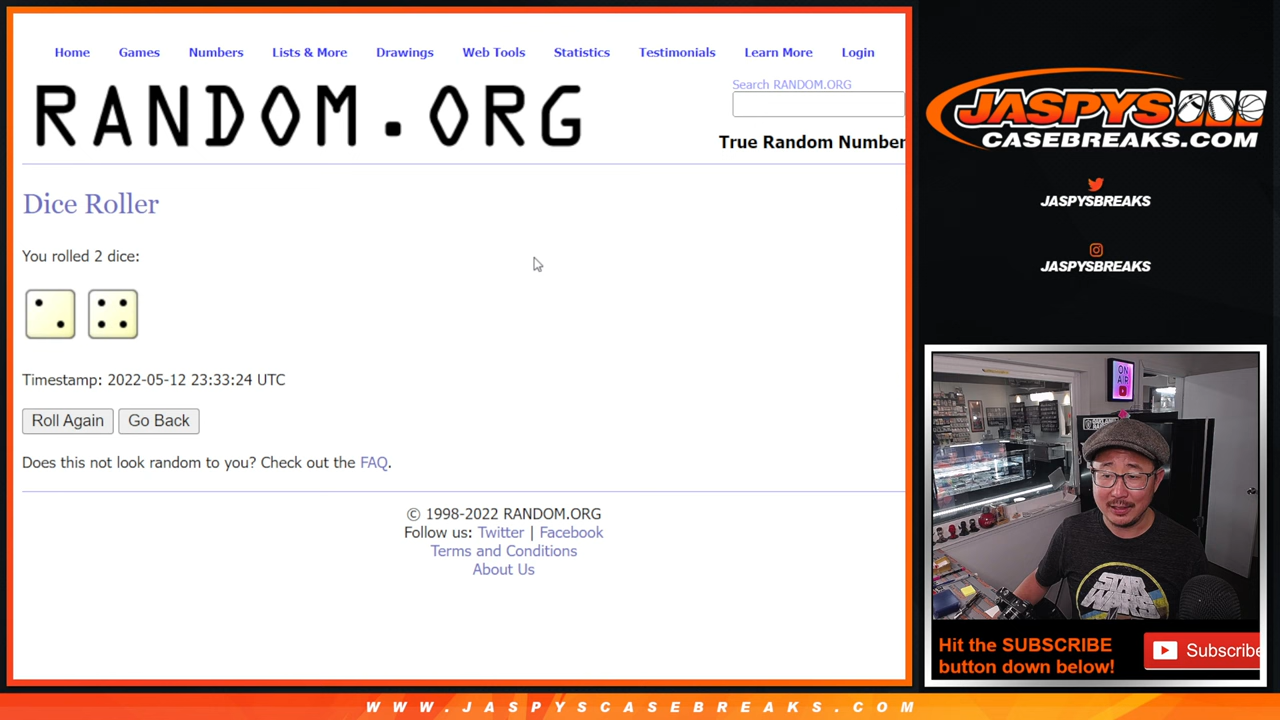 Home Games Numbers Lists & More Drawings Web Tools Statistics Testimonials Learn More Login
RANDOM.ORG
Search RANDOM.ORG
True Random Number
Dice Roller
You rolled 2 dice:
Timestamp: 2022-05-12 23:33:24 UTC
Roll Again Go Back
Does this not look random to you? Check out the FAQ.
© 1998-2022 RANDOM.ORG
Follow us: Twitter | Facebook
Terms and Conditions
About Us
JASPYS
CASEBREAKS.COM
JASPYSBREAKS
JASPYSBREAKS
ON
AIR
STAR
WARS
Hit the SUBSCRIBE
button down below!
Subscribe
WWW.JASPYSCASEBREAKS.COM